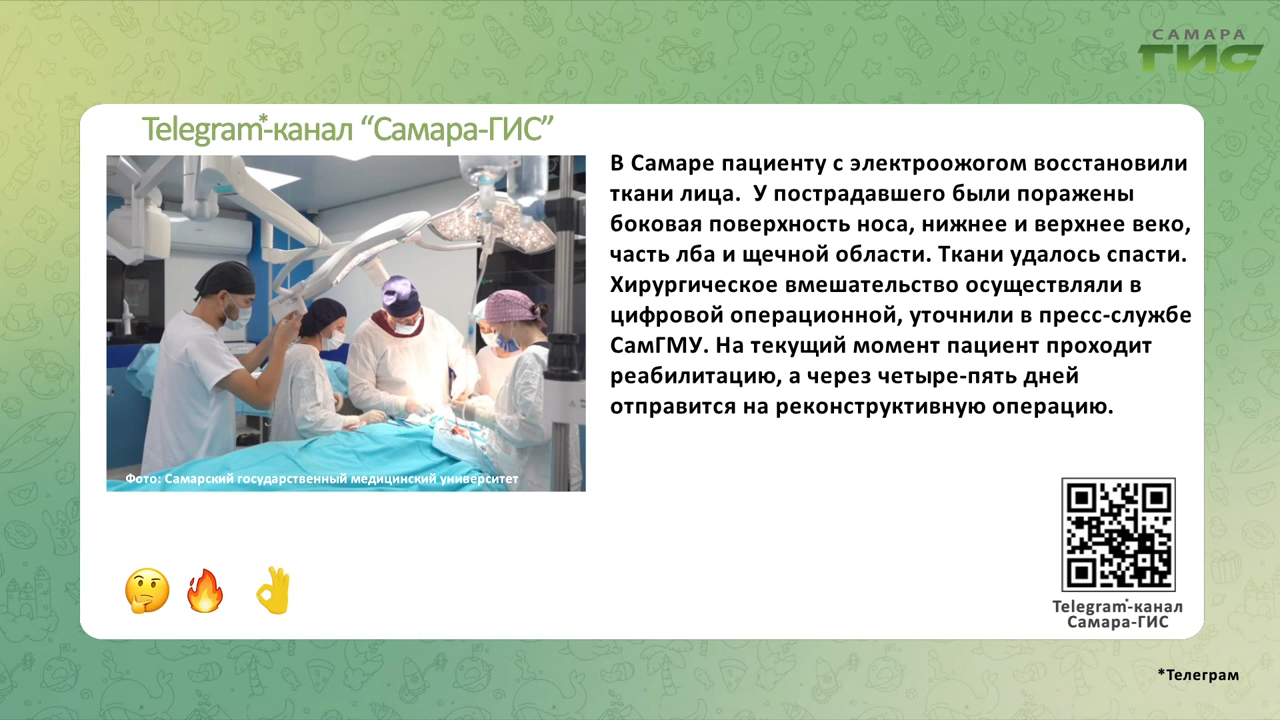 САМАРА
ГИС
Telegram*-канал “Самара-ГИС”
В Самаре пациенту с электроожогом восстановили
ткани лица. У пострадавшего были поражены
боковая поверхность носа, нижнее и верхнее веко,
часть лба и щечной области. Ткани удалось спасти.
Хирургическое вмешательство осуществляли в
цифровой операционной, уточнили в пресс-службе
СамГМУ. На текущий момент пациент проходит
реабилитацию, а через четыре-пять дней
отправится на реконструктивную операцию.
Фото: Самарский государственный медицинский университет
Telegram*-канал
Самара-ГИС
*Телеграм